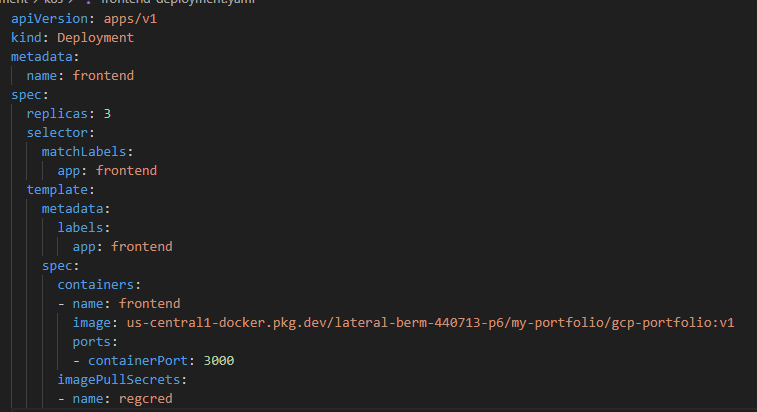 ment > k8s > frontend-deployment.yaml
apiVersion: apps/v1
kind: Deployment
metadata:
  name: frontend
spec:
  replicas: 3
  selector:
    matchLabels:
      app: frontend
  template:
    metadata:
      labels:
        app: frontend
    spec:
      containers:
      - name: frontend
        image: us-central1-docker.pkg.dev/lateral-berm-440713-p6/my-portfolio/gcp-portfolio:v1
        ports:
        - containerPort: 3000
      imagePullSecrets:
      - name: regcred